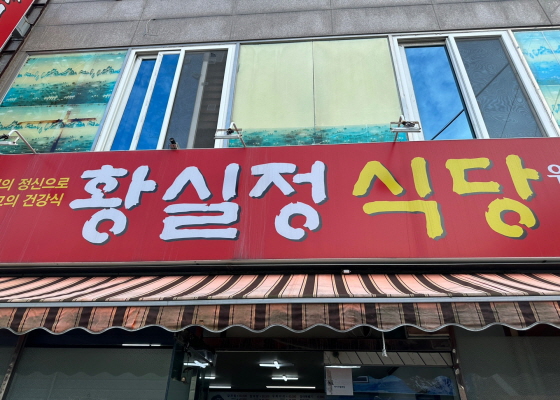 의 정신으로
의 건강식
황실정 식당